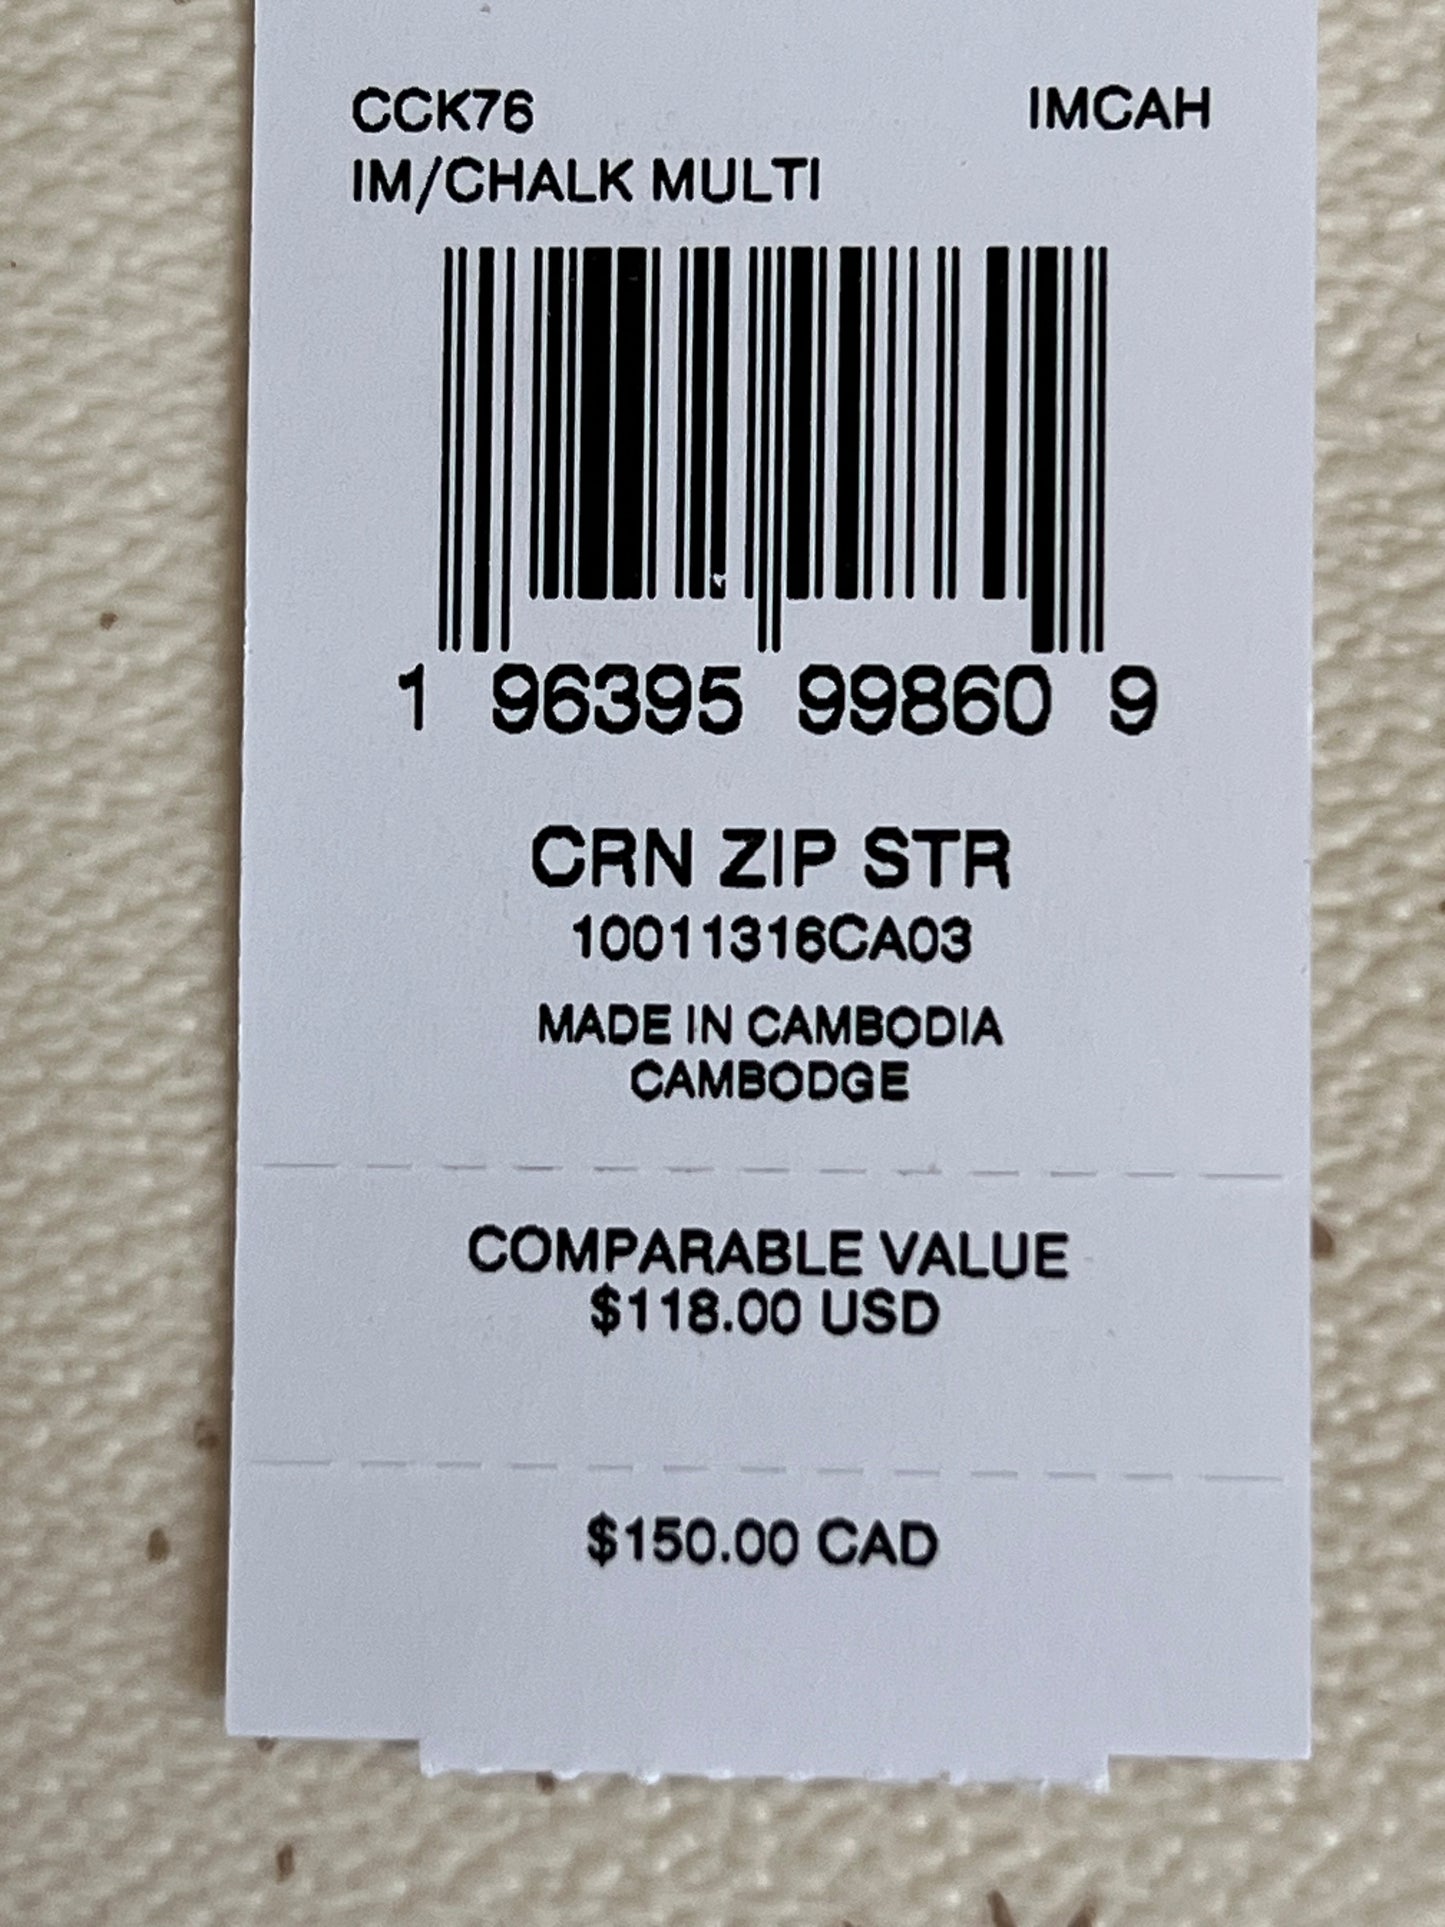 CCK76 IMCAH
IM/CHALK MULTI
1 96395 99860 9
CRN ZIP STR
10011316CA03
MADE IN CAMBODIA
CAMBODGE
COMPARABLE VALUE
$118.00 USD
$150.00 CAD